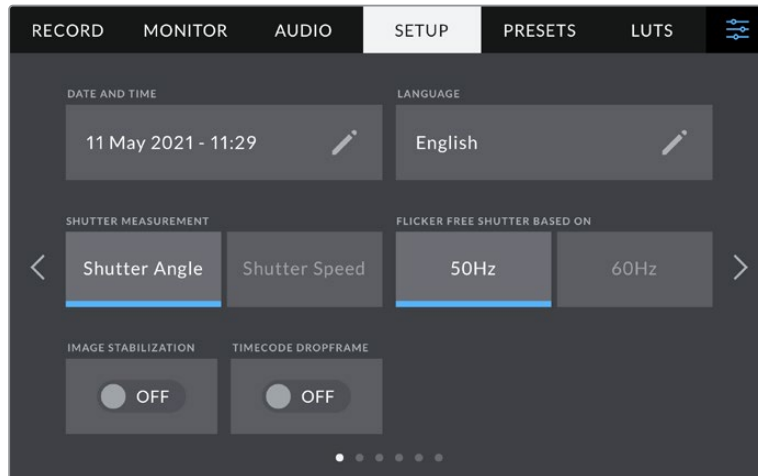 RECORD MONITOR AUDIO SETUP PRESETS LUTS
DATE AND TIME LANGUAGE
11 May 2021 - 11:29 English
SHUTTER MEASUREMENT FLICKER FREE SHUTTER BASED ON
Shutter Angle Shutter Speed 50Hz 60Hz
IMAGE STABILIZATION TIMECODE DROPFRAME
OFF OFF